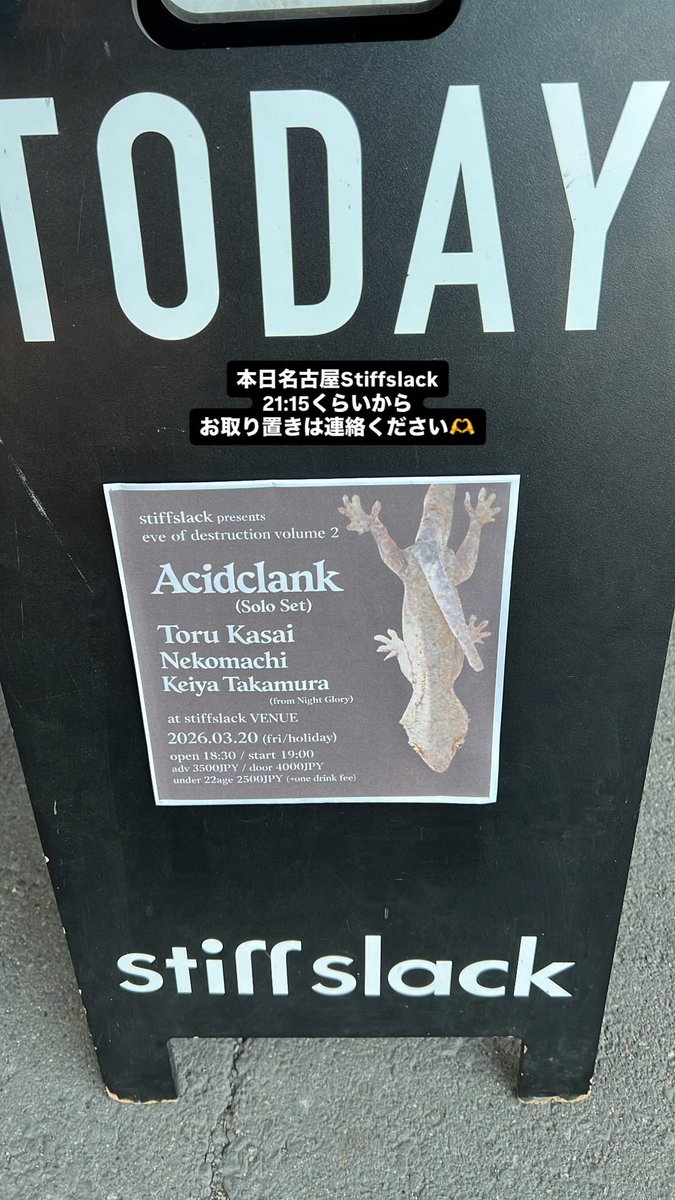 TODAY
本日名古屋Stiffslack
21:15くらいから
お取り置きは連絡ください🫶
stiffslack presents
eve of destruction volume 2
Acidclank
(Solo Set)
Toru Kasai
Nekomachi
Keiya Takamura
(from Night Glory)
at stiffslack VENUE
2026.03.20 (fri/holiday)
open 18:30 / start 19:00
adv 3500JPY / door 4000JPY
under 22age 2500JPY (+one drink fee)
stiffslack